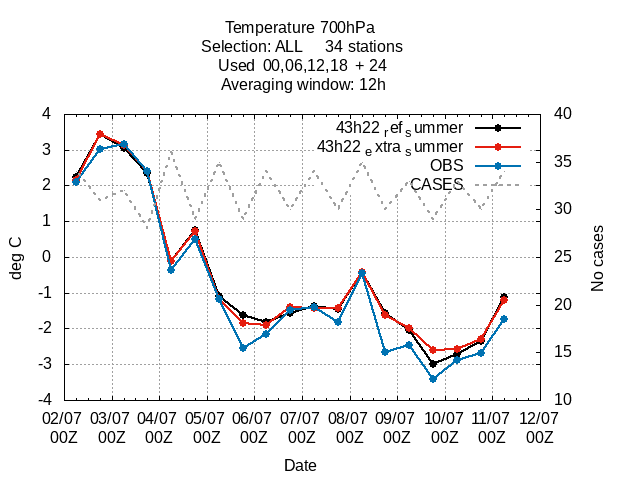 Temperature 700hPa
Selection: ALL 34 stations
Used 00,06,12,18 + 24
Averaging window: 12h
43h22 ref summer
43h22 extra summer
OBS
CASES
deg C
4
3
2
1
0
-1
-2
-3
-4
No cases
40
35
30
25
20
15
10
02/07 03/07 04/07 05/07 06/07 07/07 08/07 09/07 10/07 11/07 12/07
00Z 00Z 00Z 00Z 00Z 00Z 00Z 00Z 00Z 00Z 00Z
Date